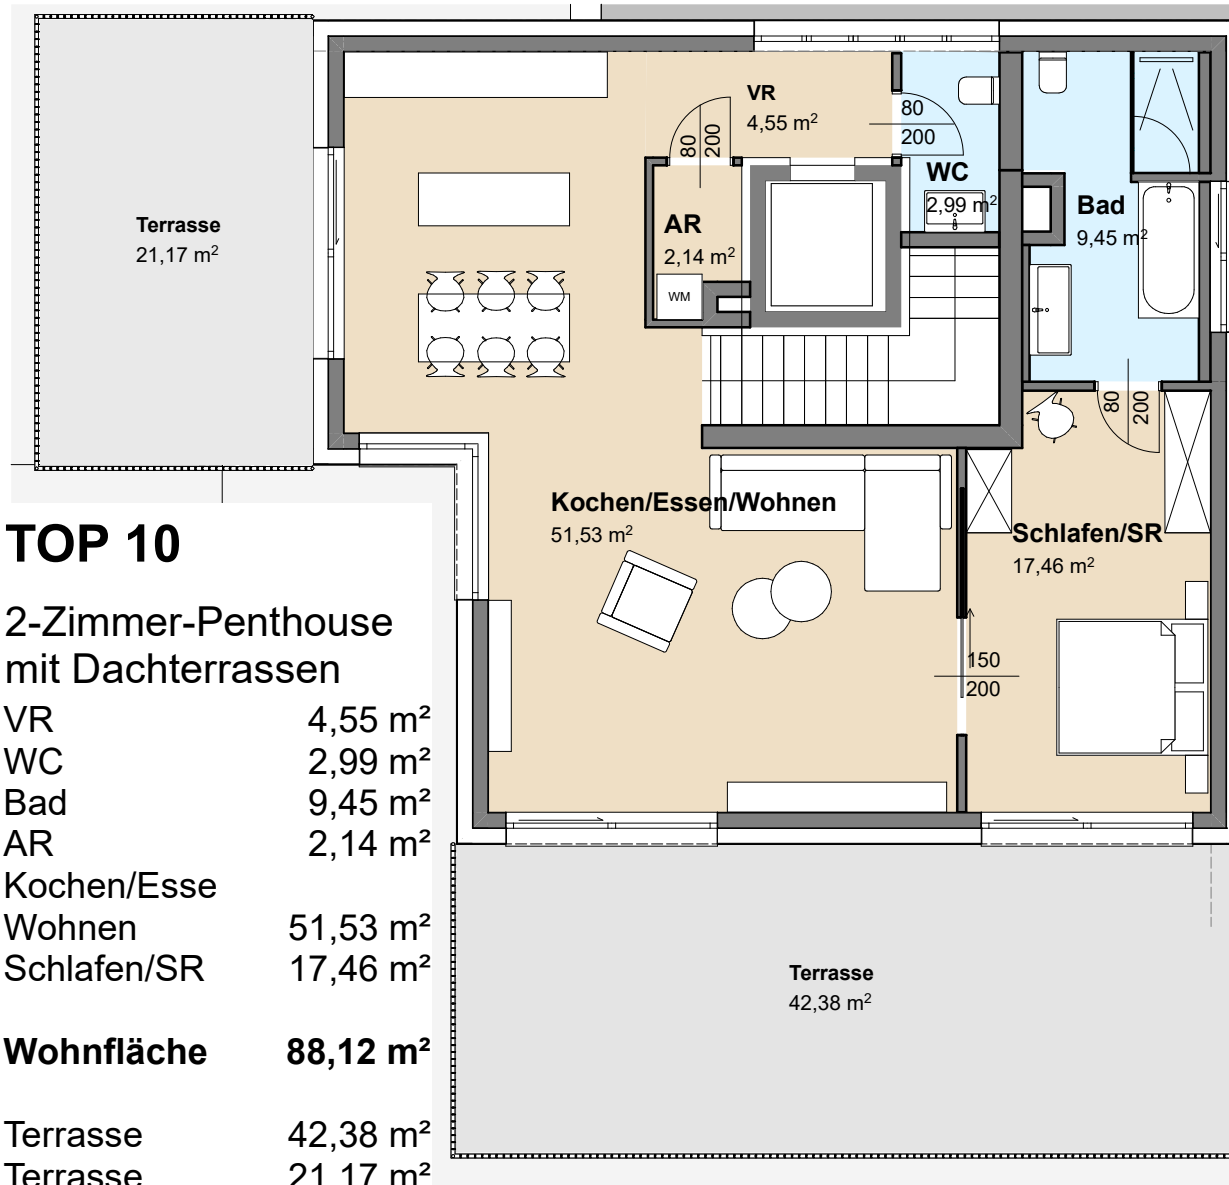 VR
4,55 m²
80
200
80
200
WC
2,99 m²
Bad
9,45 m²
Terrasse
21,17 m²
AR
2,14 m²
WM
80
200
Kochen/Essen/Wohnen
51,53 m²
Schlafen/SR
17,46 m²
150
200
TOP 10
2-Zimmer-Penthouse
mit Dachterrassen
VR 4,55 m²
WC 2,99 m²
Bad 9,45 m²
AR 2,14 m²
Kochen/Esse
Wohnen 51,53 m²
Schlafen/SR 17,46 m²
Wohnfläche 88,12 m²
Terrasse 42,38 m²
Terrasse 21,17 m²
Terrasse
42,38 m²